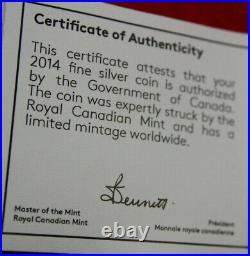 Certificate of Authenticity
This certificate attests that your
2014 fine silver coin is authorized
by the Government of Canada.
The coin was expertly struck by the
Royal Canadian Mint and has a
limited mintage worldwide.
Bennett
Master of the Mint
Royal Canadian Mint
Président
Monnaie royale canadienne